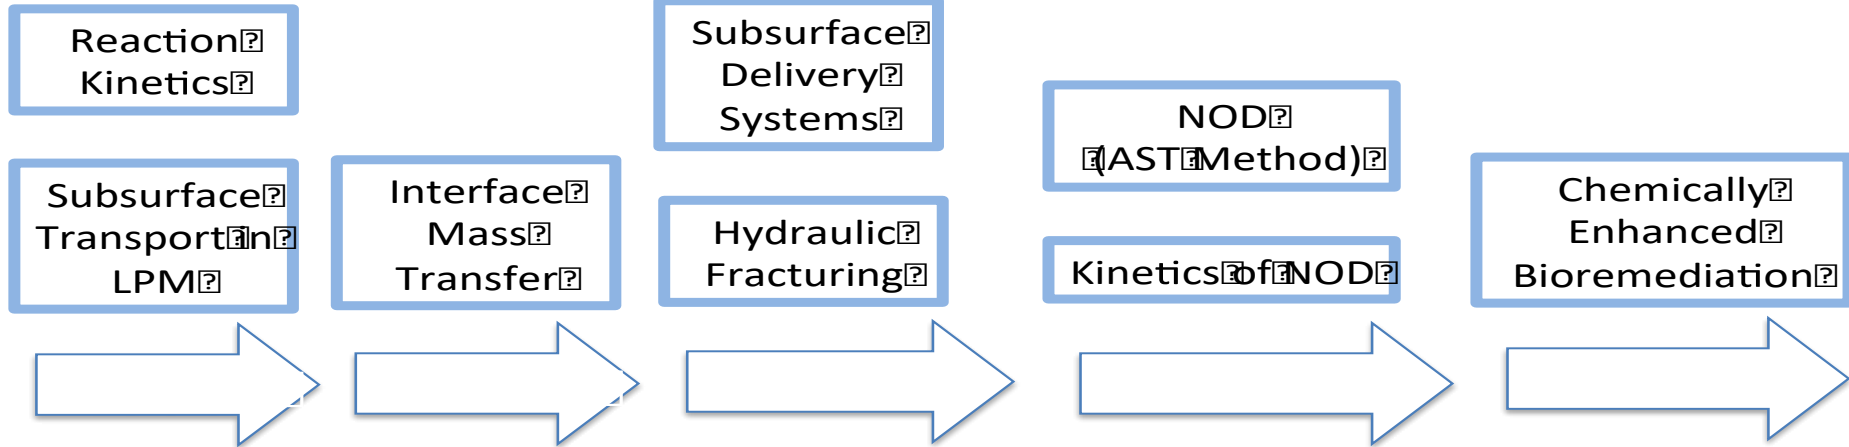 Reaction
Kinetics
Subsurface
Transport in
LPM
Interface
Mass
Transfer
Subsurface
Delivery
Systems
Hydraulic
Fracturing
NOD
(AST Method)
Kinetics of NOD
Chemically
Enhanced
Bioremediation